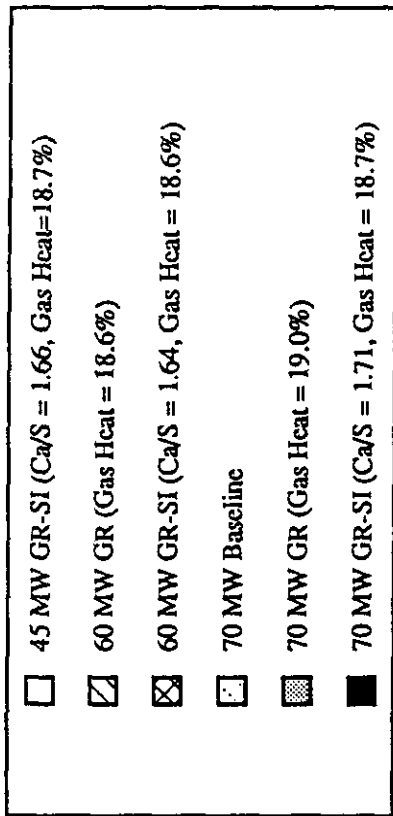 45 MW GR-SI (Ca/S = 1.66, Gas Heat=18.7%)
60 MW GR (Gas Heat = 18.6%)
60 MW GR-SI (Ca/S = 1.64, Gas Heat = 18.6%)
70 MW Baseline
70 MW GR (Gas Heat = 19.0%)
70 MW GR-SI (Ca/S = 1.71, Gas Heat = 18.7%)